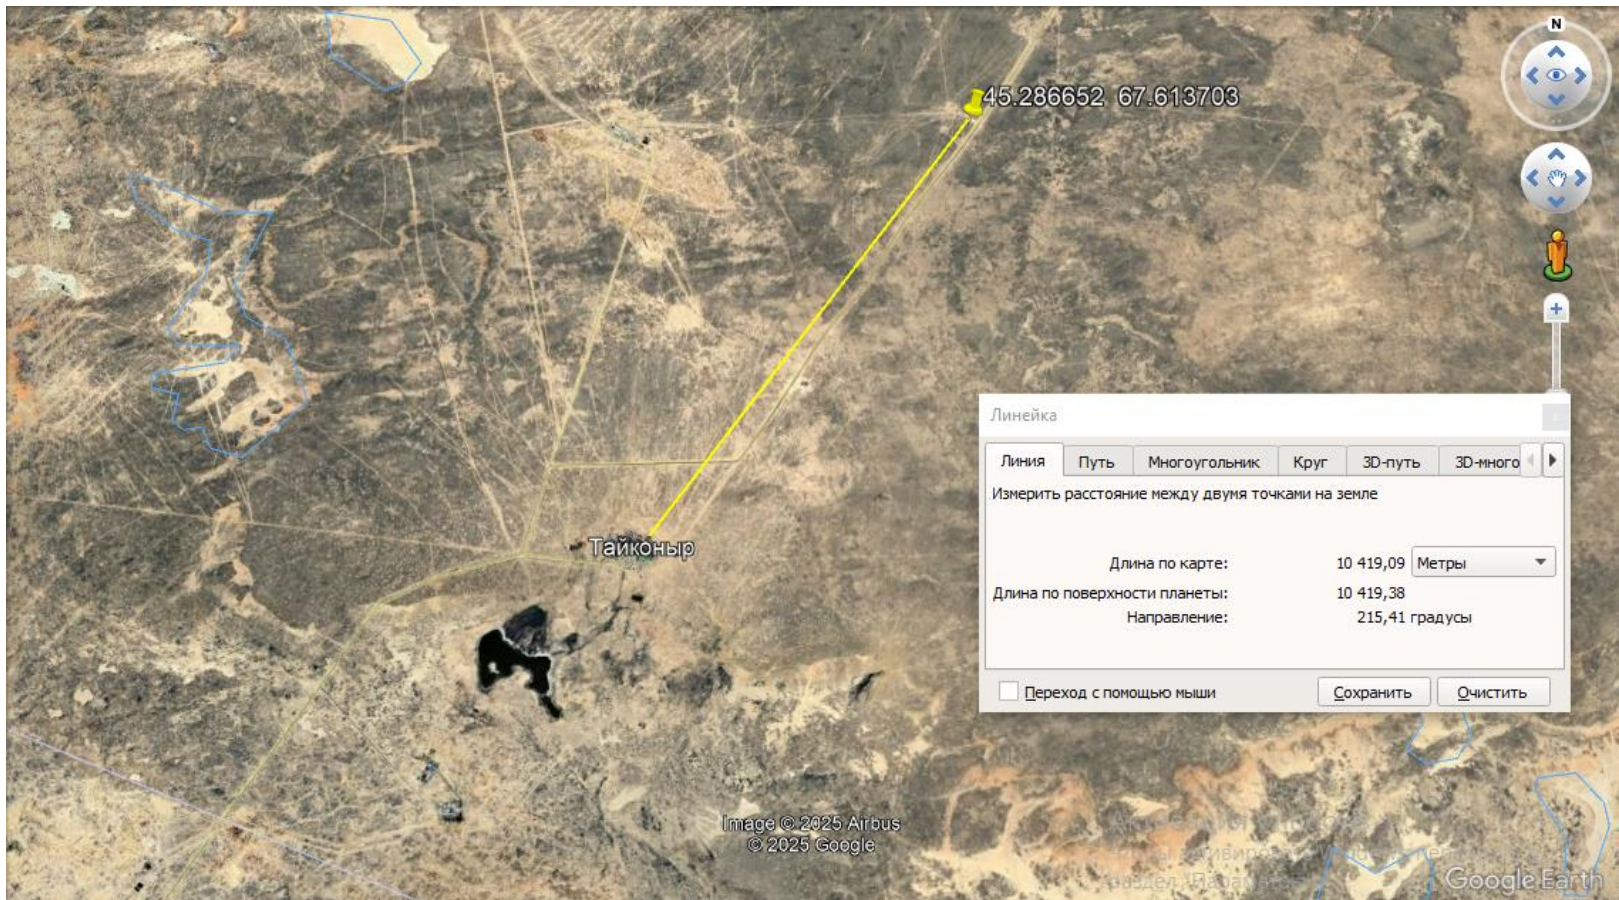 N
45.286652 67.613703
Линейка
Линия Путь Многоугольник Круг 3D-путь 3D-много
Измерить расстояние между двумя точками на земле
Длина по карте: 10 419,09 Метры
Длина по поверхности планеты: 10 419,38
Направление: 215,41 градусы
Переход с помощью мыши Сохранить Очистить
Тайконыр
Image © 2025 Airbus
© 2025 Google
Google Earth